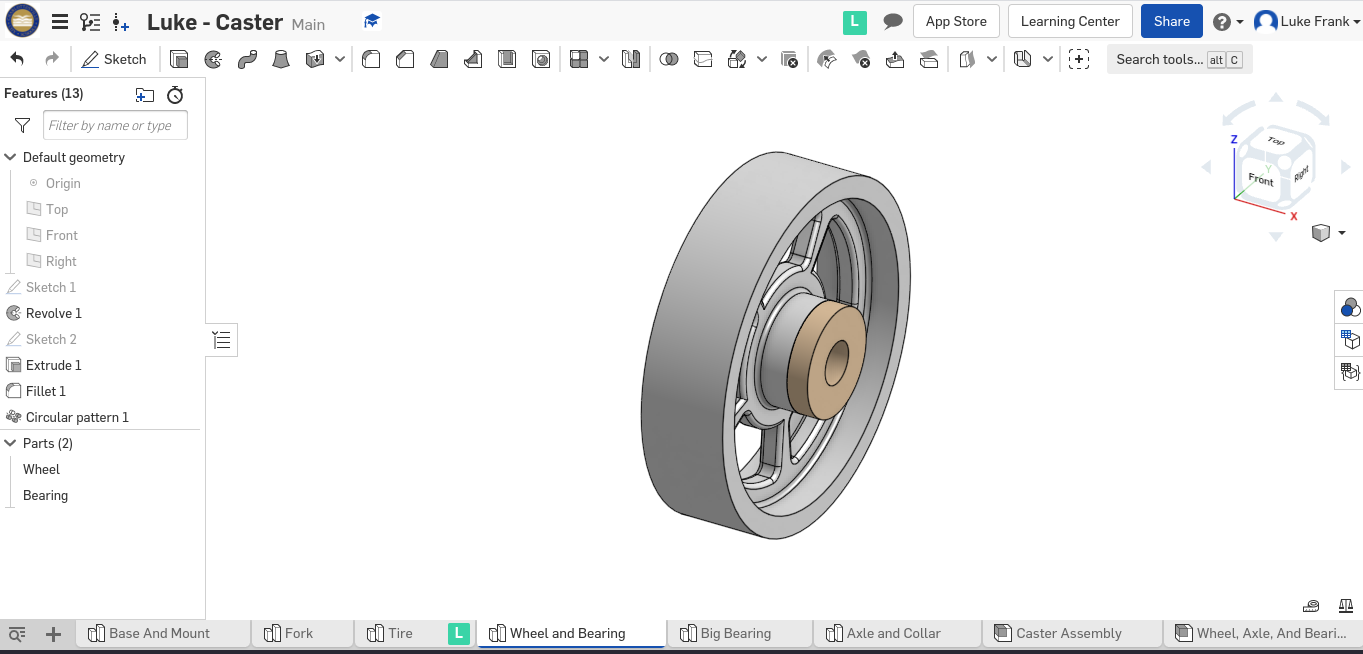 Luke - Caster Main
L
App Store
Learning Center
Share
Luke Frank
Sketch
Search tools... alt C
Features (13)
Filter by name or type
Default geometry
Origin
Top
Front
Right
Sketch 1
Revolve 1
Sketch 2
Extrude 1
Fillet 1
Circular pattern 1
Parts (2)
Wheel
Bearing
Z
Top
Y
Front
Right
X
Base And Mount
Fork
Tire
L
Wheel and Bearing
Big Bearing
Axle and Collar
Caster Assembly
Wheel, Axle, And Beari...